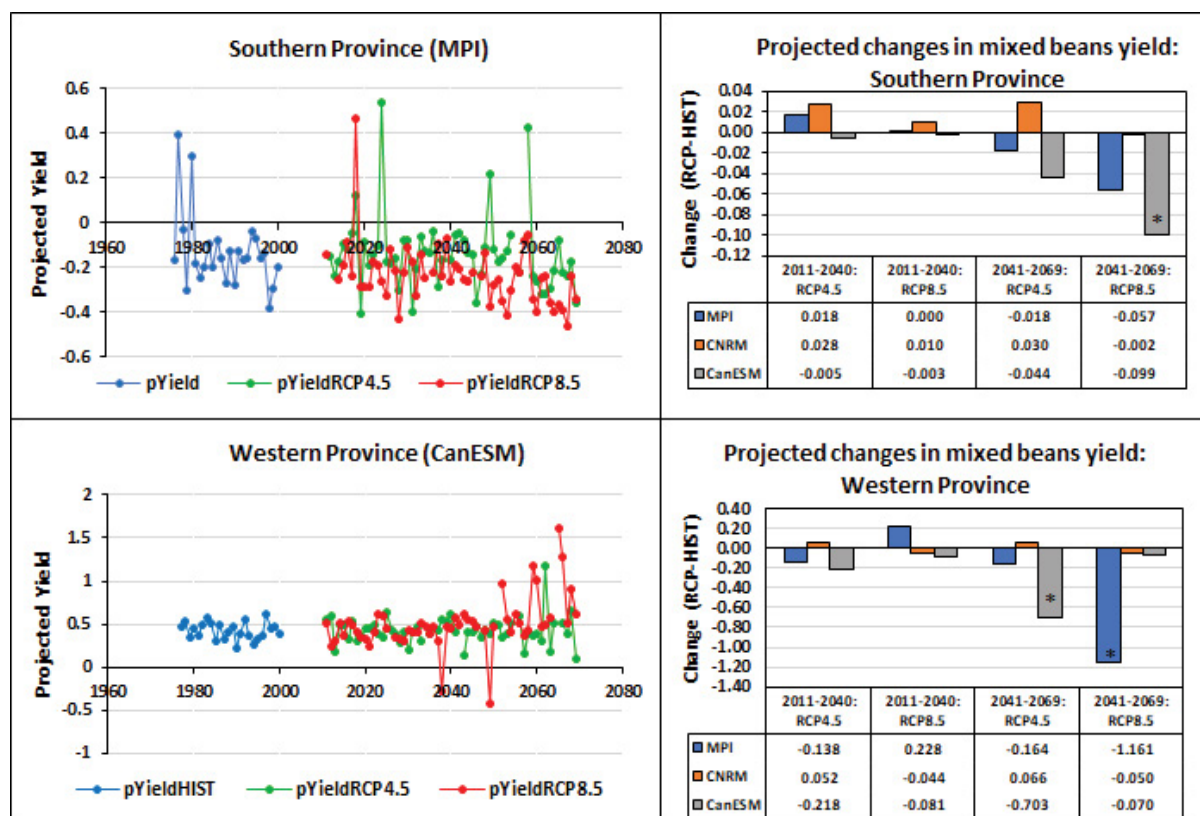 Southern Province (MPI)
Projected Yield
0.6
0.4
0.2
0
-0.2
-0.4
-0.6
1960
1980
2000
2020
2040
2060
2080
pYield
pYieldRCP4.5
pYieldRCP8.5
Projected changes in mixed beans yield:
Southern Province
Change (RCP-HIST)
0.04
0.02
0.00
-0.02
-0.04
-0.06
-0.08
-0.10
-0.12
*
2011-2040: 2011-2040: 2041-2069: 2041-2069:
RCP4.5 RCP8.5 RCP4.5 RCP8.5
MPI 0.018 0.000 -0.018 -0.057
CNRM 0.028 0.010 0.030 -0.002
CanESM -0.005 -0.003 -0.044 -0.099
Western Province (CanESM)
Projected Yield
2
1.5
1
0.5
0
-0.5
-1
1960
1980
2000
2020
2040
2060
2080
pYieldHIST
pYieldRCP4.5
pYieldRCP8.5
Projected changes in mixed beans yield:
Western Province
Change (RCP-HIST)
0.40
0.20
0.00
-0.20
-0.40
-0.60
-0.80
-1.00
-1.20
-1.40
*
*
2011-2040: 2011-2040: 2041-2069: 2041-2069:
RCP4.5 RCP8.5 RCP4.5 RCP8.5
MPI -0.138 0.228 -0.164 -1.161
CNRM 0.052 -0.044 0.066 -0.050
CanESM -0.218 -0.081 -0.703 -0.070